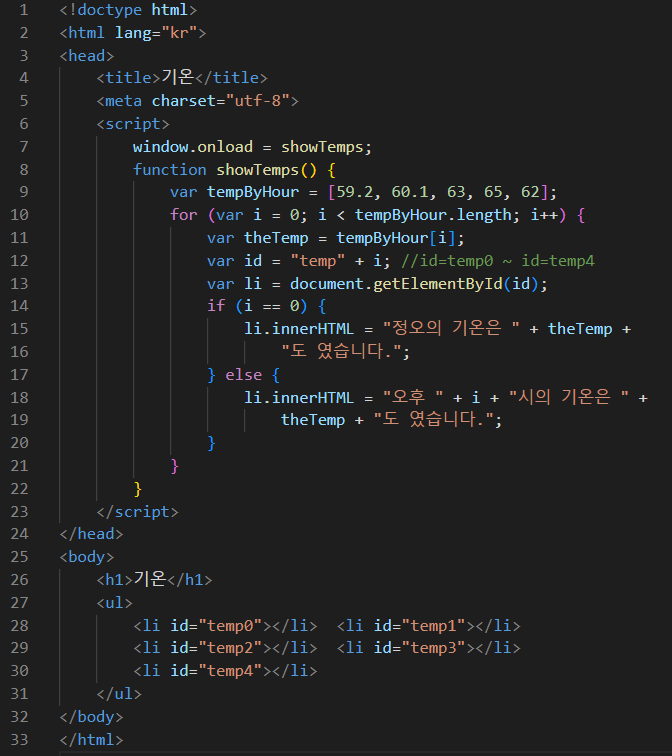 1 <!doctype html>
2 <html lang="kr">
3 <head>
4     <title>기온</title>
5     <meta charset="utf-8">
6     <script>
7         window.onload = showTemps;
8         function showTemps() {
9             var tempByHour = [59.2, 60.1, 63, 65, 62];
10             for (var i = 0; i < tempByHour.length; i++) {
11                 var theTemp = tempByHour[i];
12                 var id = "temp" + i; //id=temp0 ~ id=temp4
13                 var li = document.getElementById(id);
14                 if (i == 0) {
15                     li.innerHTML = "정오의 기온은 " + theTemp +
16                         "도 였습니다.";
17                 } else {
18                     li.innerHTML = "오후 " + i + "시의 기온은 " +
19                         theTemp + "도 였습니다.";
20                 }
21             }
22         }
23     </script>
24 </head>
25 <body>
26     <h1>기온</h1>
27     <ul>
28         <li id="temp0"></li>  <li id="temp1"></li>
29         <li id="temp2"></li>  <li id="temp3"></li>
30         <li id="temp4"></li>
31     </ul>
32 </body>
33 </html>